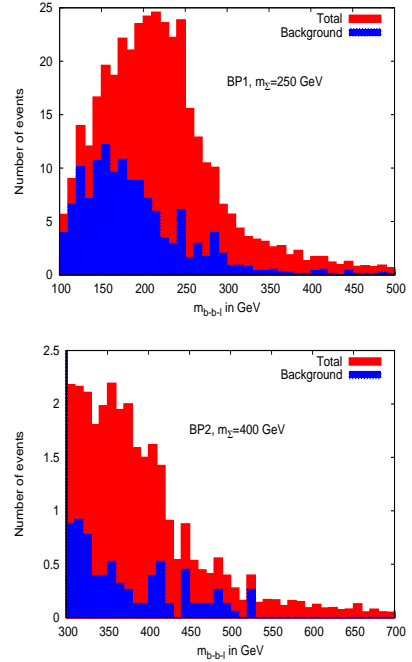 25
20
15
10
5
0
Number of events
Total
Background
BP1, mΣ=250 GeV
100 150 200 250 300 350 400 450 500
m_b-b-l in GeV
2.5
2
1.5
1
0.5
0
Number of events
Total
Background
BP2, mΣ=400 GeV
300 350 400 450 500 550 600 650 700
m_b-b-l in GeV